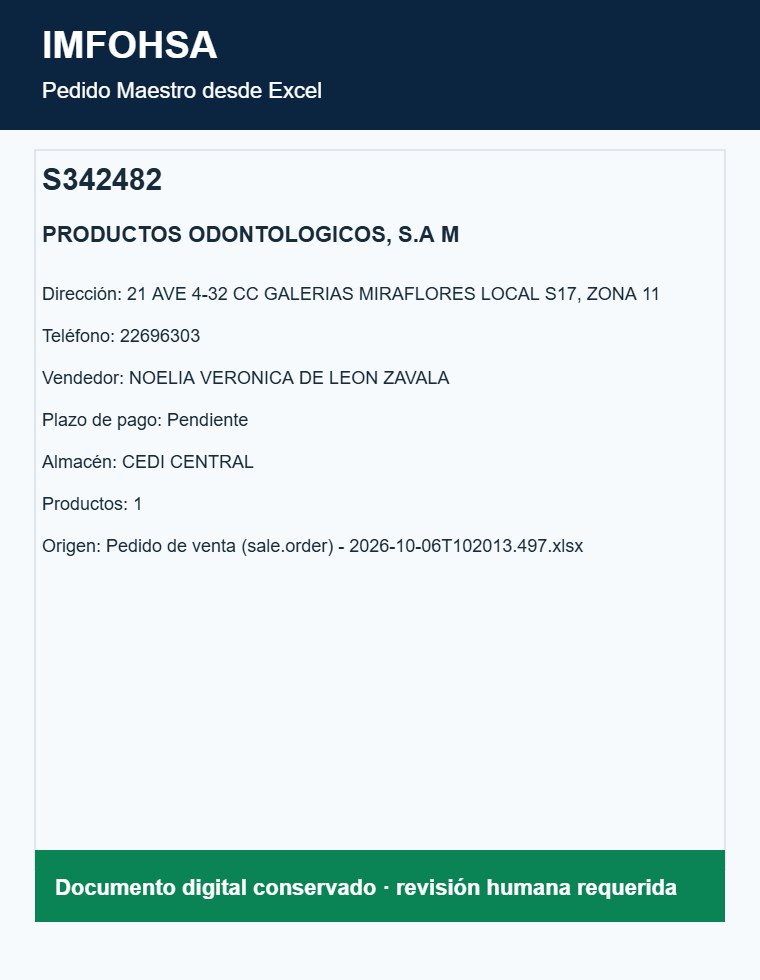 IMFOHSA
Pedido Maestro desde Excel
S342482
PRODUCTOS ODONTOLOGICOS, S.A M
Dirección: 21 AVE 4-32 CC GALERIAS MIRAFLORES LOCAL S17, ZONA 11
Teléfono: 22696303
Vendedor: NOELIA VERONICA DE LEON ZAVALA
Plazo de pago: Pendiente
Almacén: CEDI CENTRAL
Productos: 1
Origen: Pedido de venta (sale.order) - 2026-10-06T102013.497.xlsx
Documento digital conservado · revisión humana requerida